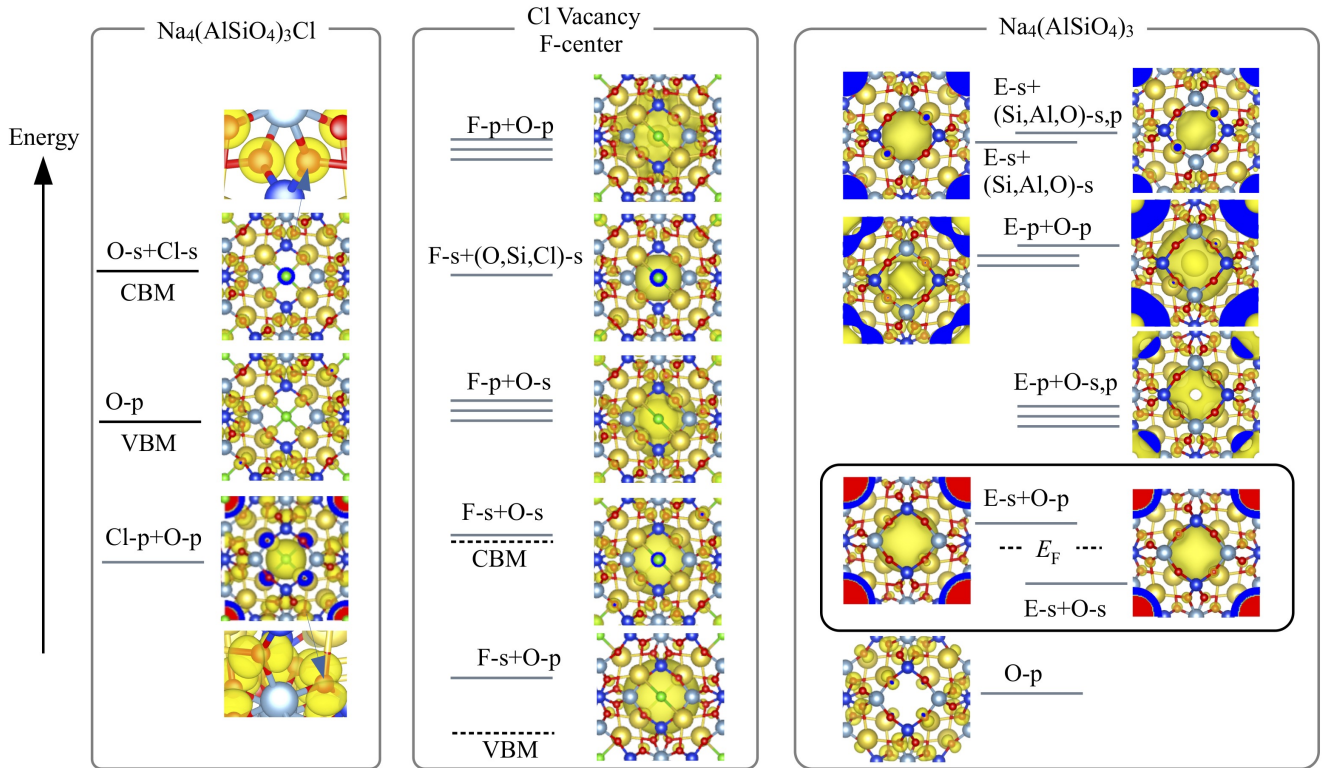 Energy
Na₄(AlSiO₄)₃Cl
O-s+Cl-s
CBM
O-p
VBM
Cl-p+O-p
Cl Vacancy
F-center
F-p+O-p
F-s+(O,Si,Cl)-s
F-p+O-s
F-s+O-s
CBM
F-s+O-p
VBM
Na₄(AlSiO₄)₃
E-s+
(Si,Al,O)-s,p
E-s+
(Si,Al,O)-s
E-p+O-p
E-p+O-s,p
E-s+O-p
E_F
E-s+O-s
O-p